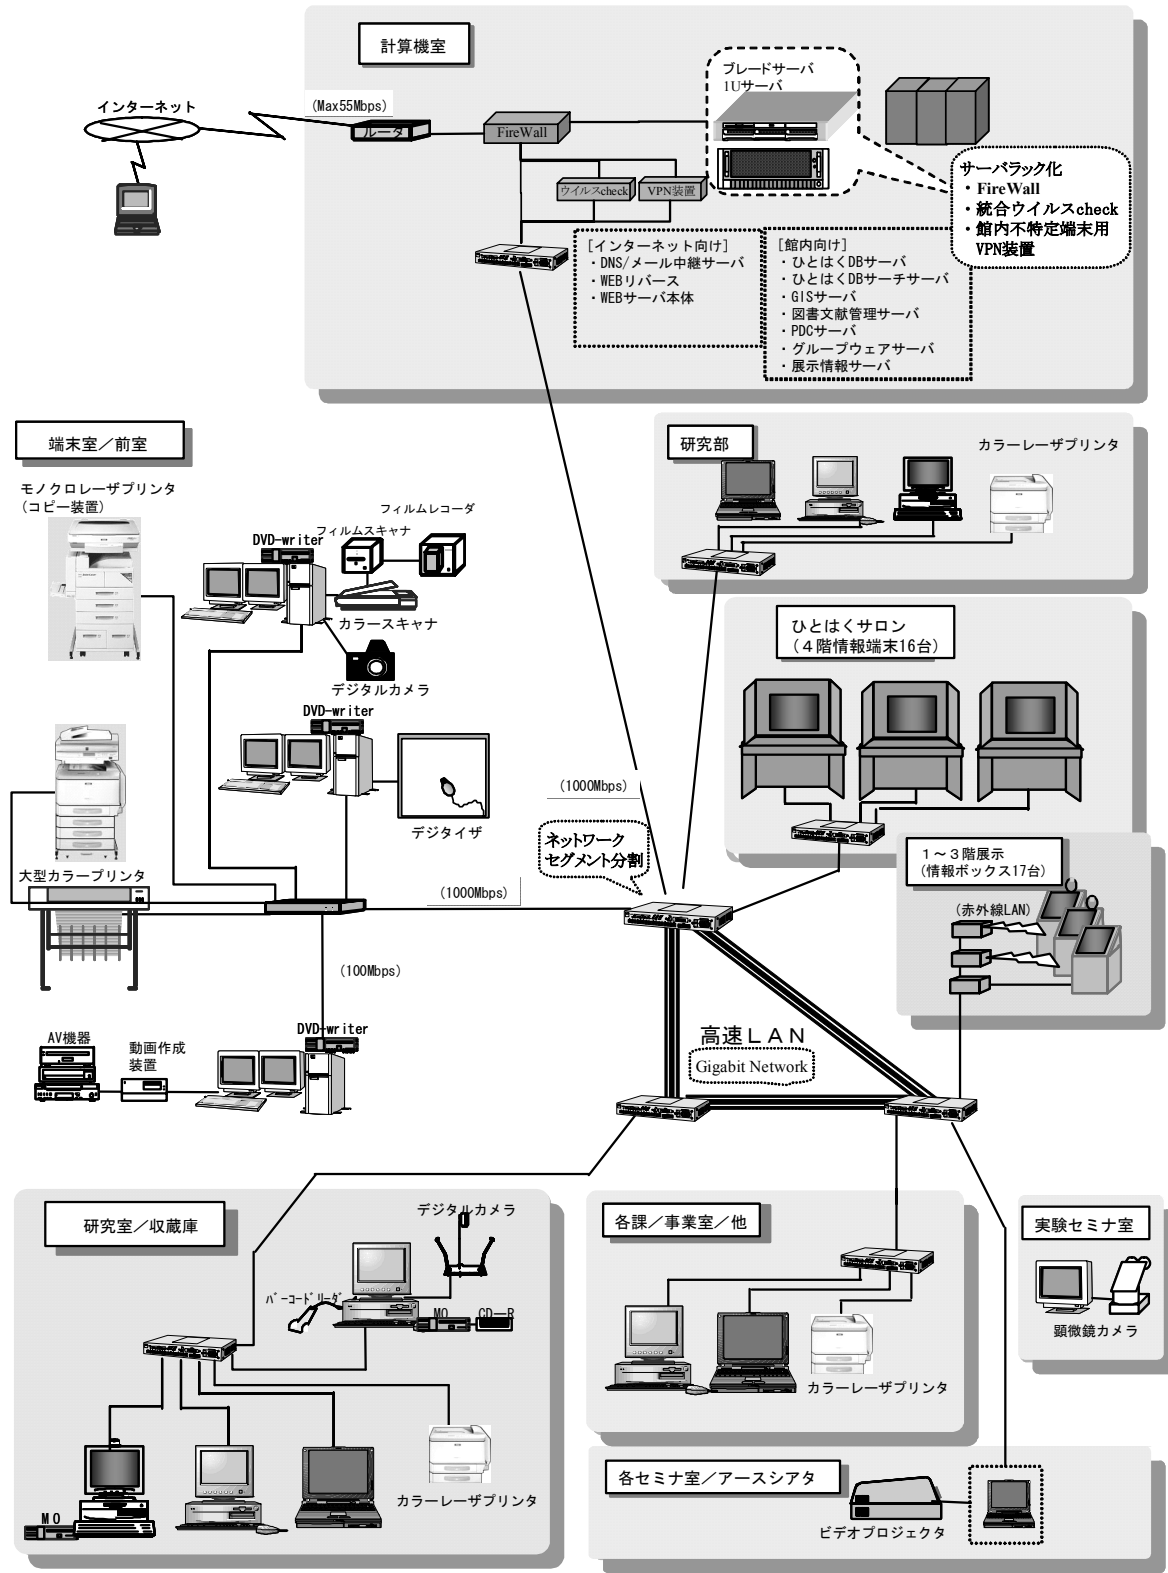 計算機室
ブレードサーバ
1Uサーバ
インターネット
(Max55Mbps)
ルータ
FireWall
ウイルスcheck
VPN装置
サーバラック化
・FireWall
・統合ウイルスcheck
・館内不特定端末用
VPN装置
[インターネット向け]
・DNS/メール中継サーバ
・WEBリバース
・WEBサーバ本体
[館内向け]
・ひとはくDBサーバ
・ひとはくDBサーチサーバ
・GISサーバ
・図書文献管理サーバ
・PDCサーバ
・グループウェアサーバ
・展示情報サーバ
端末室／前室
モノクロレーザプリンタ
(コピー装置)
フィルムレコーダ
フィルムスキャナ
DVD-writer
カラースキャナ
デジタルカメラ
DVD-writer
デジタイザ
大型カラープリンタ
研究部
カラーレーザプリンタ
ひとはくサロン
(４階情報端末16台)
(1000Mbps)
ネットワーク
セグメント分割
１～３階展示
(情報ボックス17台)
(赤外線LAN)
(1000Mbps)
(100Mbps)
AV機器
動画作成
装置
DVD-writer
高速ＬＡＮ
Gigabit Network
研究室／収蔵庫
デジタルカメラ
バーコードリーダ
MO
CD－R
カラーレーザプリンタ
ＭＯ
各課／事業室／他
カラーレーザプリンタ
実験セミナ室
顕微鏡カメラ
各セミナ室／アースシアタ
ビデオプロジェクタ